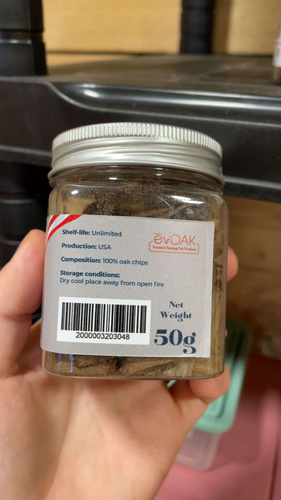 Shelf-life: Unlimited
Production: USA
Composition: 100% oak chips
Storage conditions:
Dry cool place away from open fire
evOAK
2000003203048
Net
Weight
50g